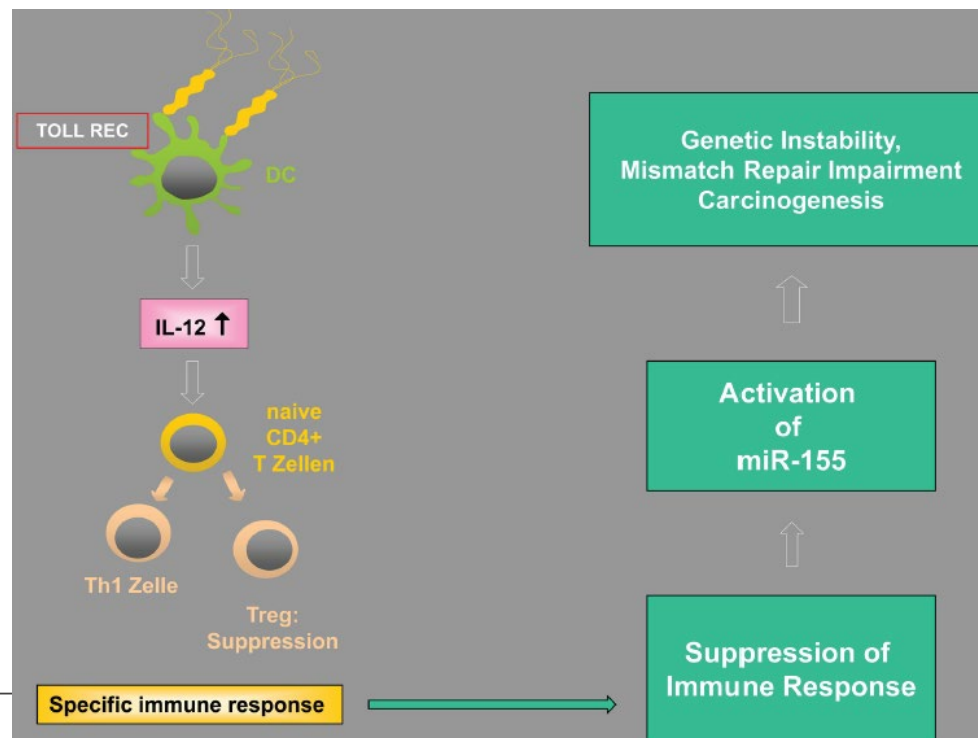 TOLL REC
DC
IL-12 ↑
naive
CD4+
T Zellen
Th1 Zelle
Treg:
Suppression
Specific immune response
Suppression of
Immune Response
Activation
of
miR-155
Genetic Instability,
Mismatch Repair Impairment
Carcinogenesis